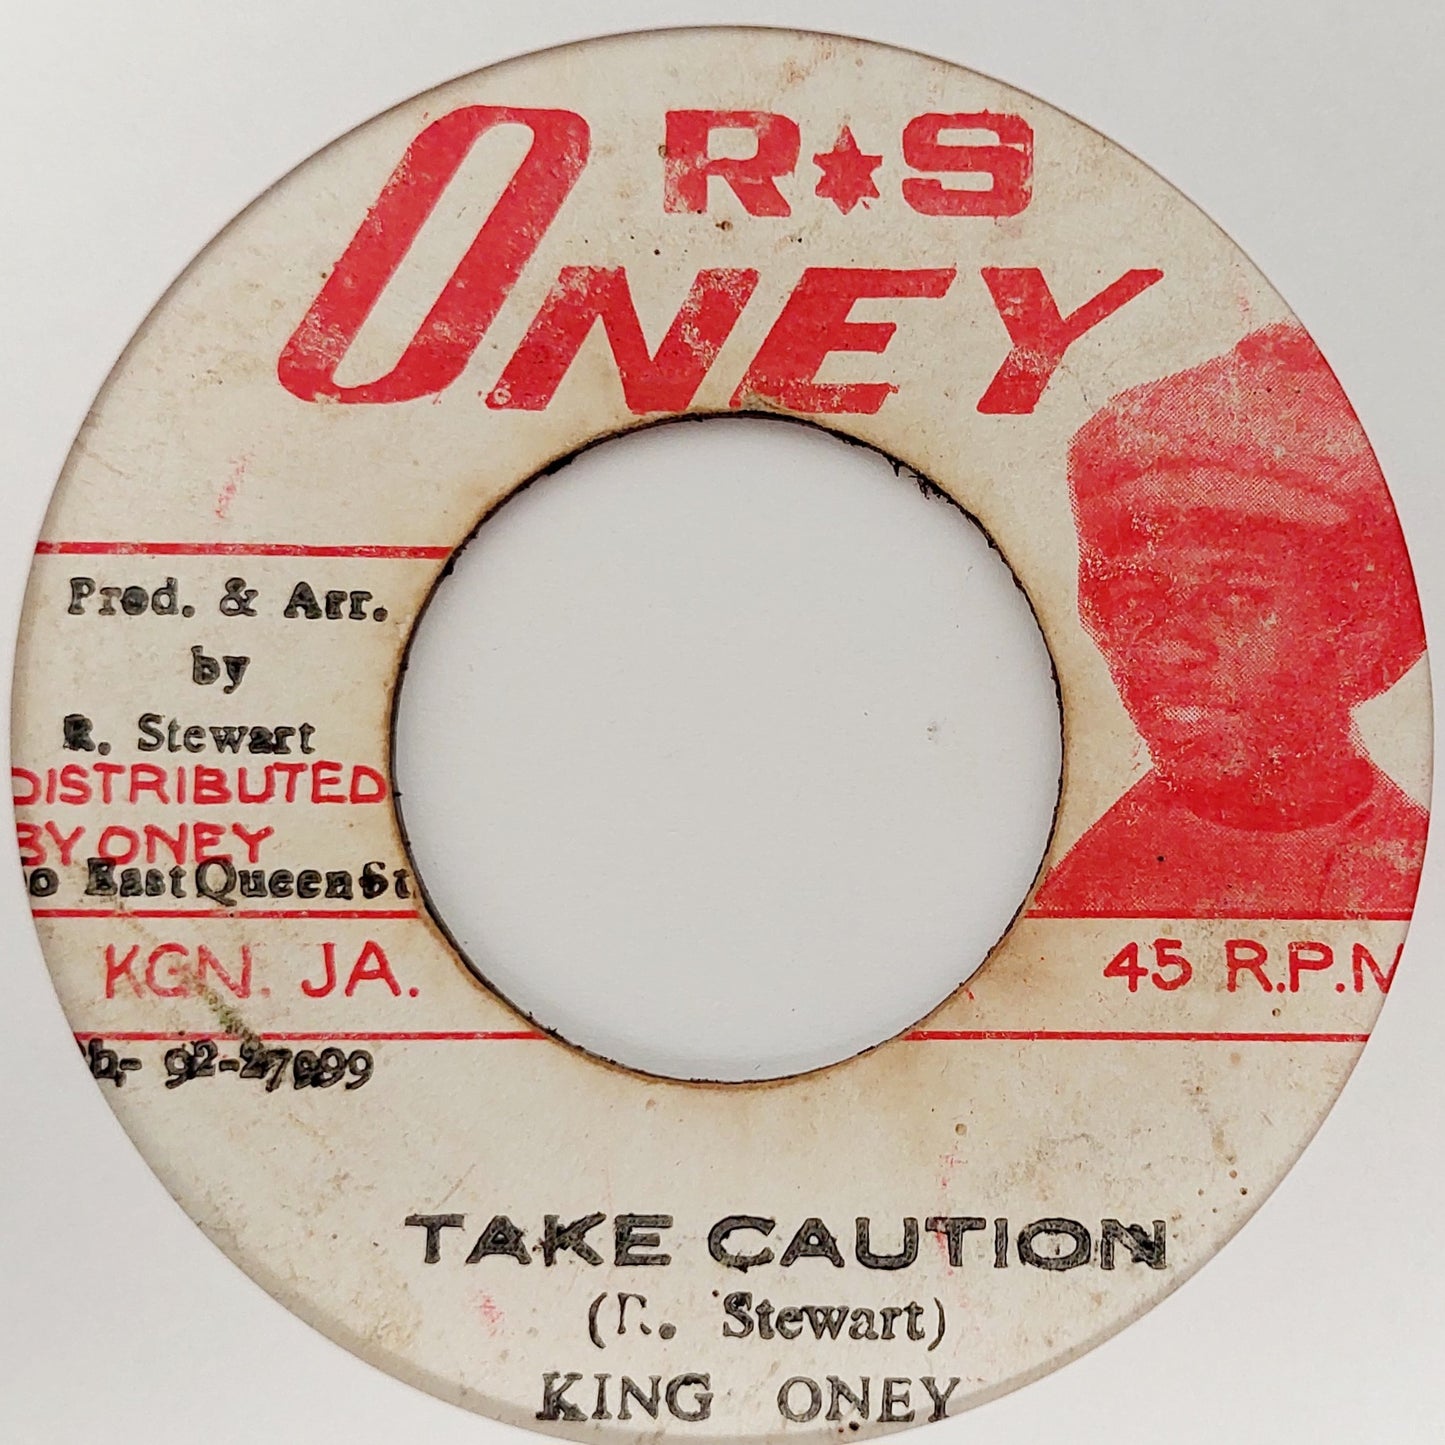 R★S
ONEY
Prod. & Arr.
by
R. Stewart
DISTRIBUTED
BY ONEY
East Queen St
KGN. JA.
45 R.P.M
TAKE CAUTION
(R. Stewart)
KING ONEY